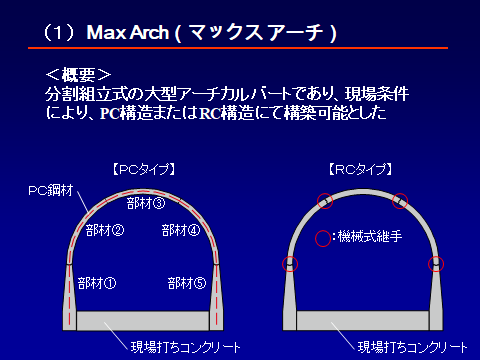 （1）Max Arch（マックスアーチ）
＜概要＞
分割組立式の大型アーチカルバートであり、現場条件
により、PC構造またはRC構造にて構築可能とした
【PCタイプ】
【RCタイプ】
PC鋼材
部材③
部材②
部材④
：機械式継手
部材①
部材⑤
現場打ちコンクリート
現場打ちコンクリート